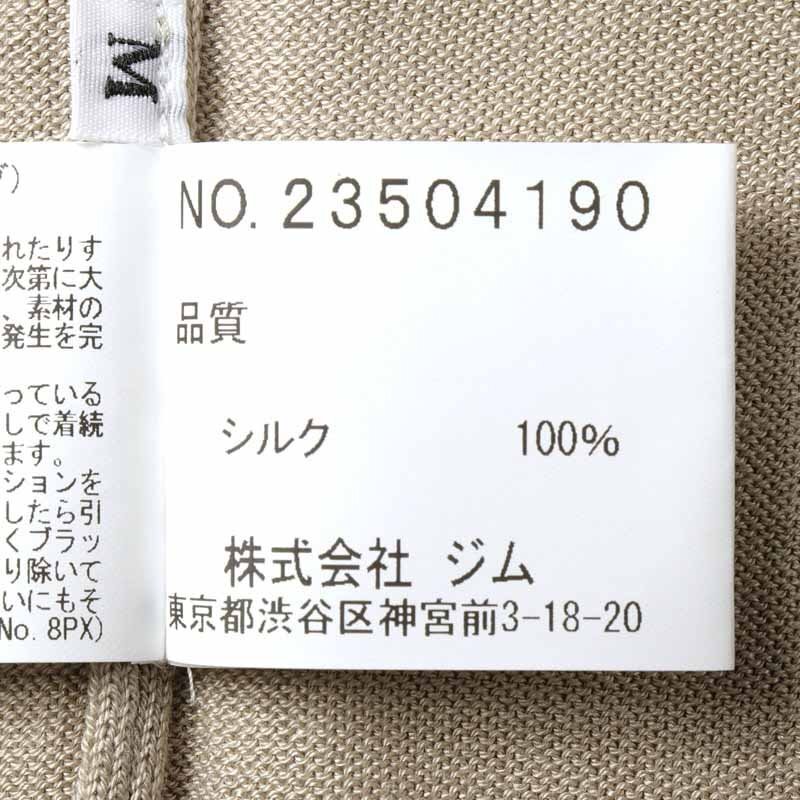 M
グ)
れたりす
次第に大
、素材の
発生を完
っている
しで着続
ます。
ションを
したら引
くブラッ
り除いて
いにもそ
No. 8PX)
NO. 23504190
品質
シルク 100%
株式会社 ジム
東京都渋谷区神宮前3-18-20